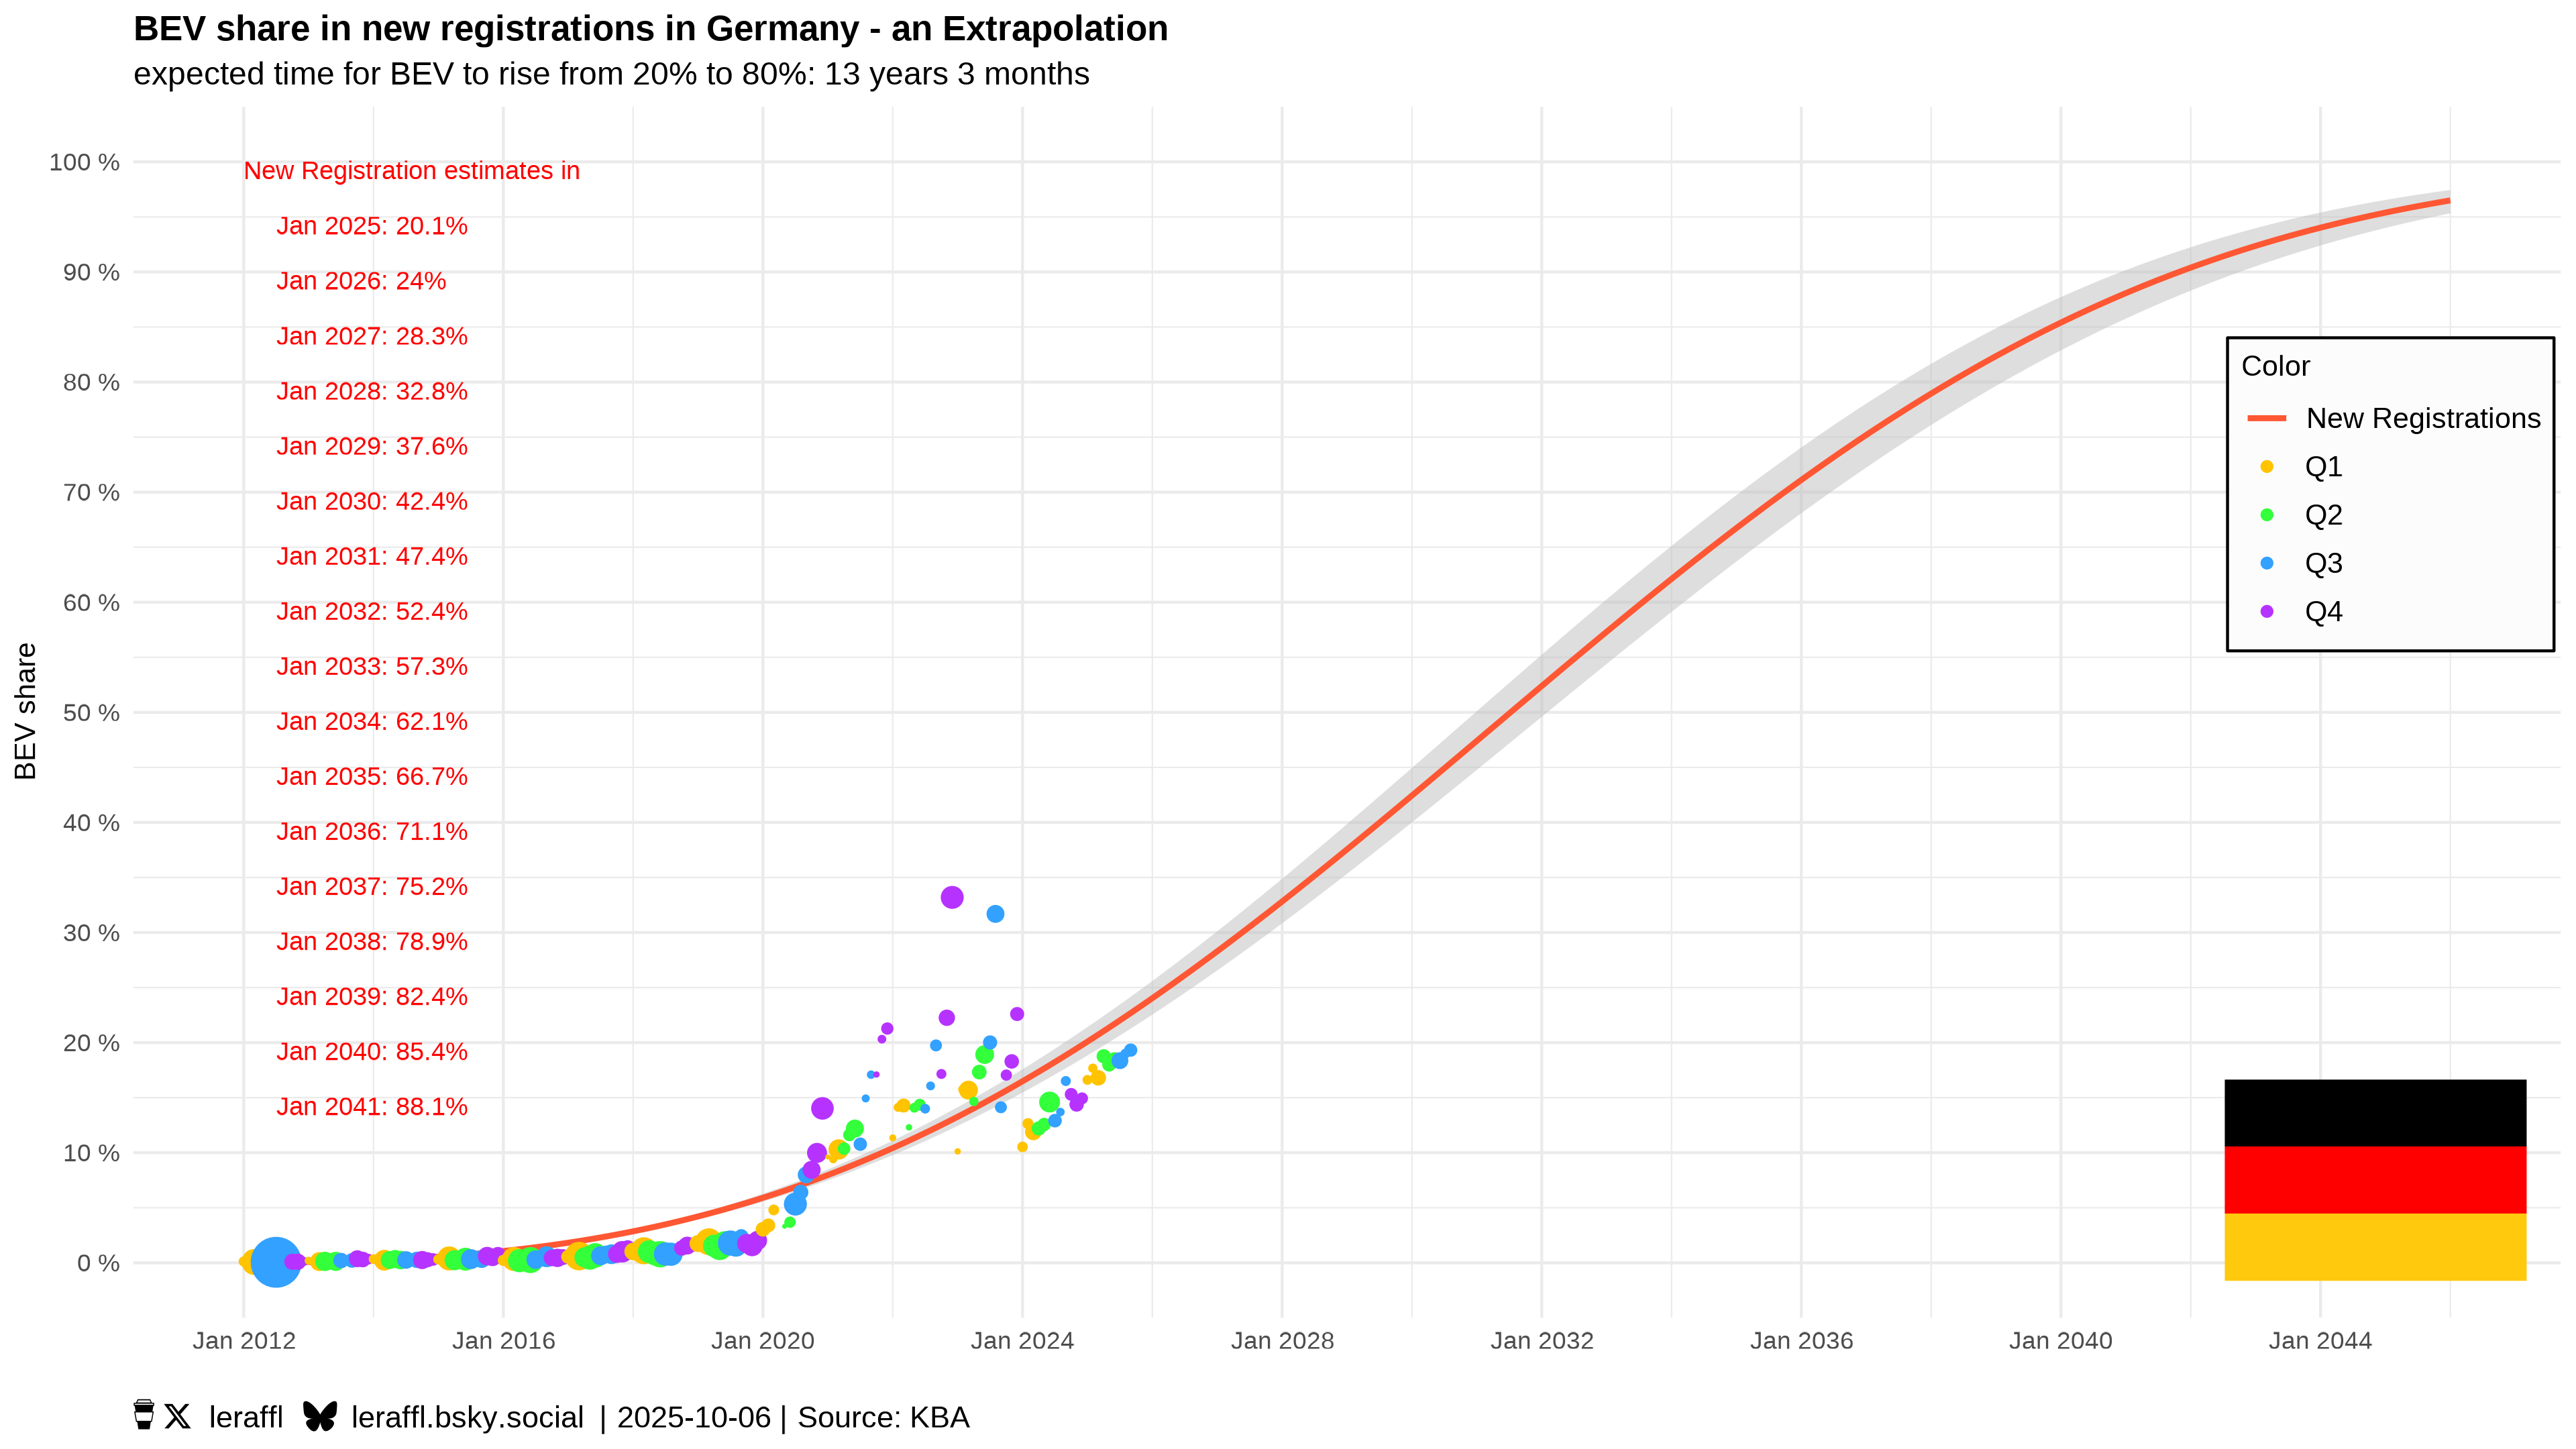 BEV share in new registrations in Germany - an Extrapolation
expected time for BEV to rise from 20% to 80%: 13 years 3 months
BEV share
100 %
90 %
80 %
70 %
60 %
50 %
40 %
30 %
20 %
10 %
0 %
New Registration estimates in
Jan 2025: 20.1%
Jan 2026: 24%
Jan 2027: 28.3%
Jan 2028: 32.8%
Jan 2029: 37.6%
Jan 2030: 42.4%
Jan 2031: 47.4%
Jan 2032: 52.4%
Jan 2033: 57.3%
Jan 2034: 62.1%
Jan 2035: 66.7%
Jan 2036: 71.1%
Jan 2037: 75.2%
Jan 2038: 78.9%
Jan 2039: 82.4%
Jan 2040: 85.4%
Jan 2041: 88.1%
Color
New Registrations
Q1
Q2
Q3
Q4
Jan 2012 Jan 2016 Jan 2020 Jan 2024 Jan 2028 Jan 2032 Jan 2036 Jan 2040 Jan 2044
leraffl leraffl.bsky.social | 2025-10-06 | Source: KBA